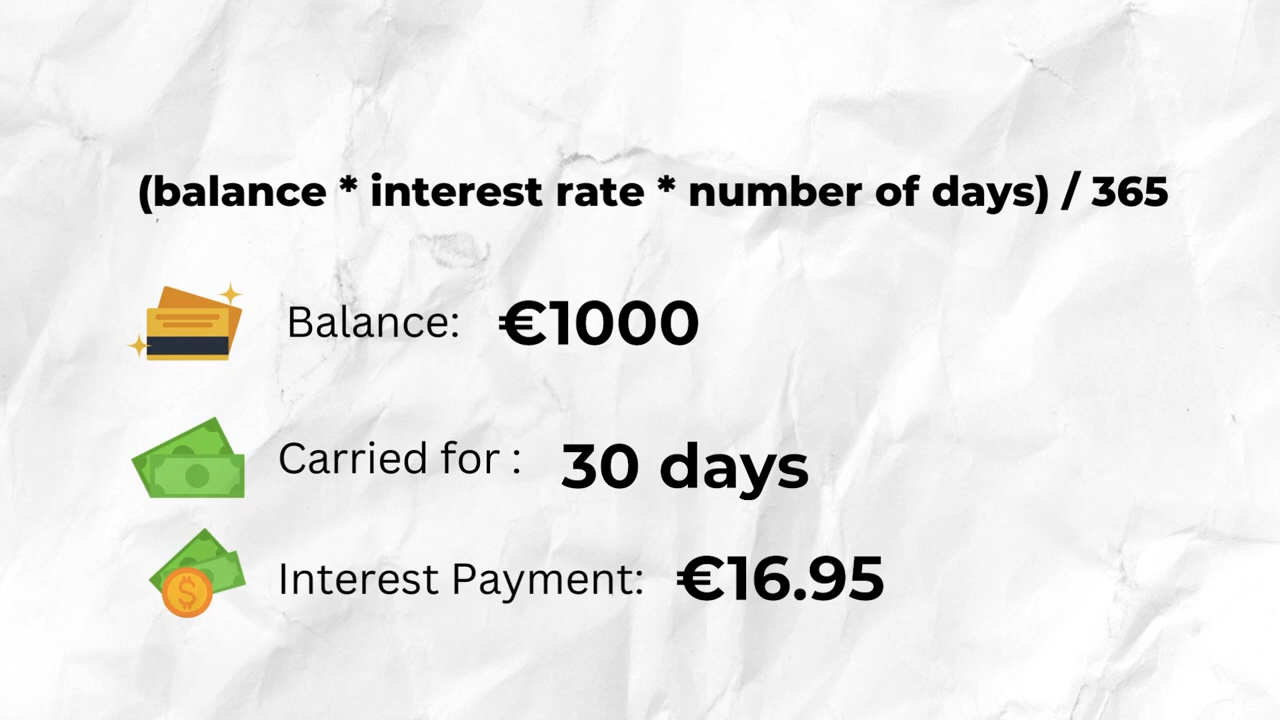 (balance * interest rate * number of days) / 365
Balance: €1000
Carried for : 30 days
Interest Payment: €16.95